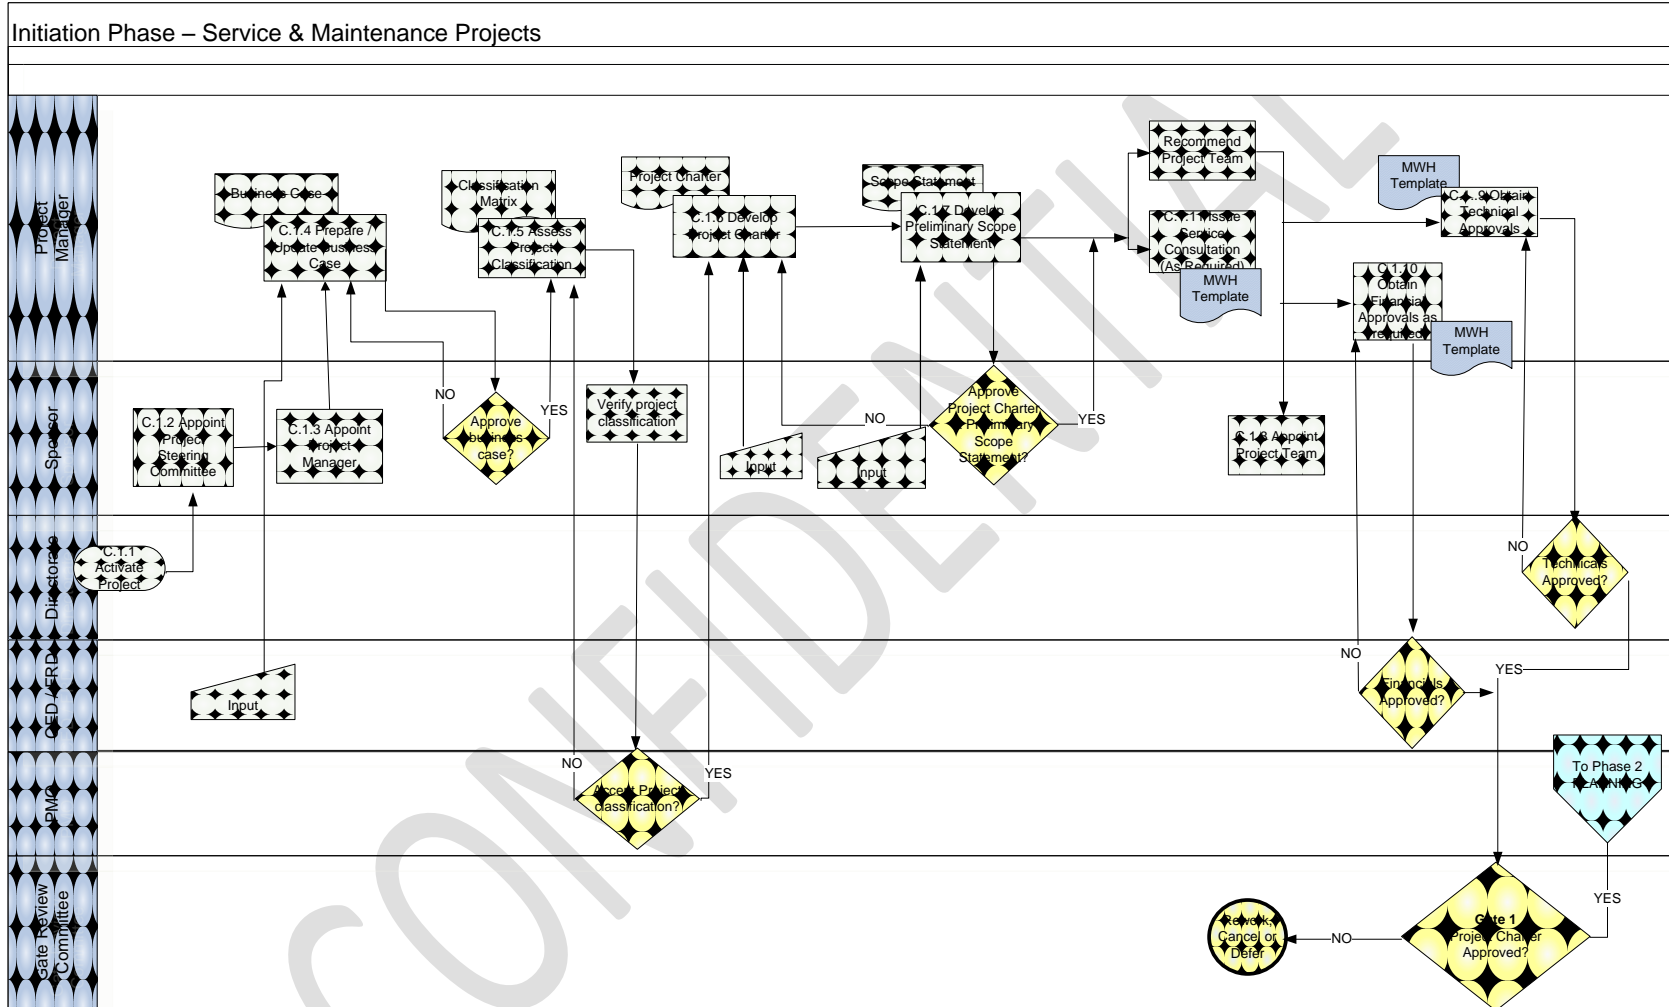 Initiation Phase – Service & Maintenance Projects
CONFIDENTIAL
Project
Manager
Business Case
C.1.4 Prepare /
Update Business
Case
Classification
Matrix
C.1.5 Assess
Project
Classification
Project Charter
C.1.6 Develop
Project Charter
Scope Statement
C.1.7 Develop
Preliminary Scope
Statement
Recommend
Project Team
C.1.11 Issue
Service
Consultation
(As Required)
MWH
Template
MWH
Template
C.1..9 Obtain
Technical
Approvals
C.1.10
Obtain
Financial
Approvals as
required
MWH
Template
Sponsor
C.1.2 Appoint
Project
Steering
Committee
C.1.3 Appoint
Project
Manager
NO
Approve
business
case?
YES
Verify project
classification
Input
Input
NO
Approve
Project Charter
Preliminary
Scope
Statement?
YES
C.1.8 Appoint
Project Team
Directorate
C.1.1
Activate
Project
NO
Technicals
Approved?
Input
NO
Financials
Approved?
YES
PMO
NO
Accept Project
classification?
YES
To Phase 2
PLANNING
Gate Review
Committee
Rework,
Cancel or
Defer
NO
Gate 1
Project Charter
Approved?
YES